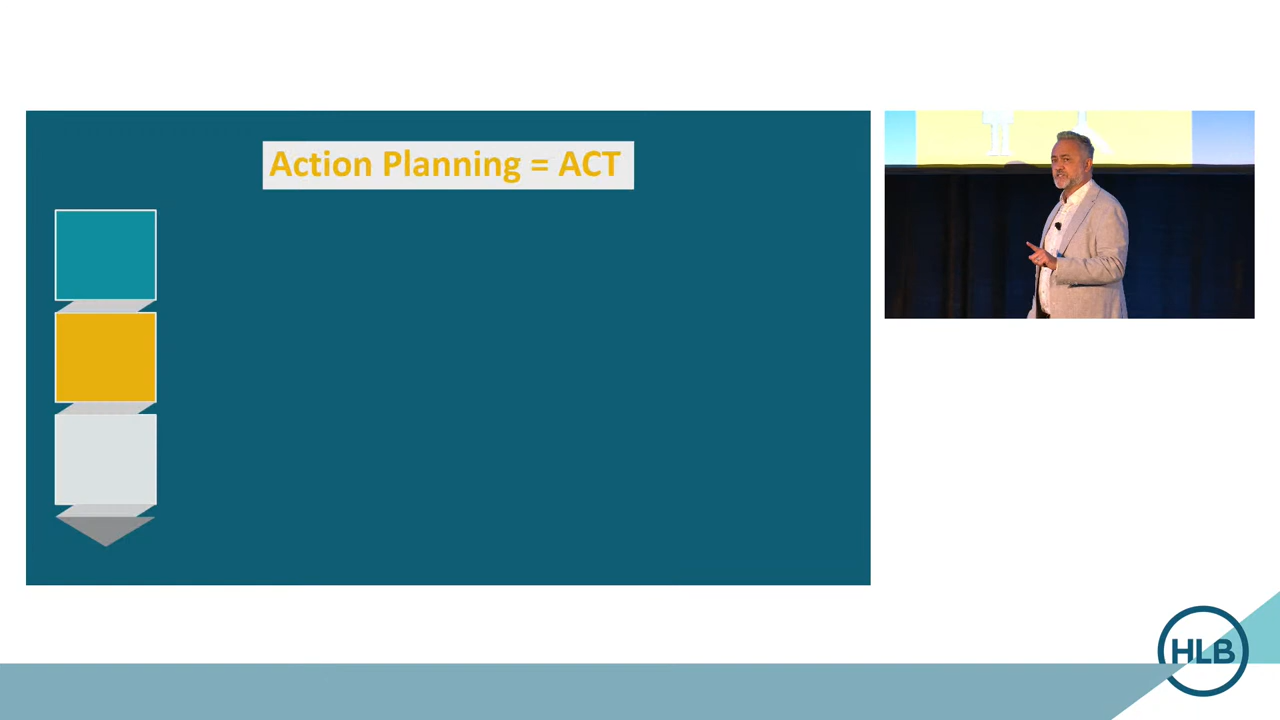 Action Planning = ACT
HLB